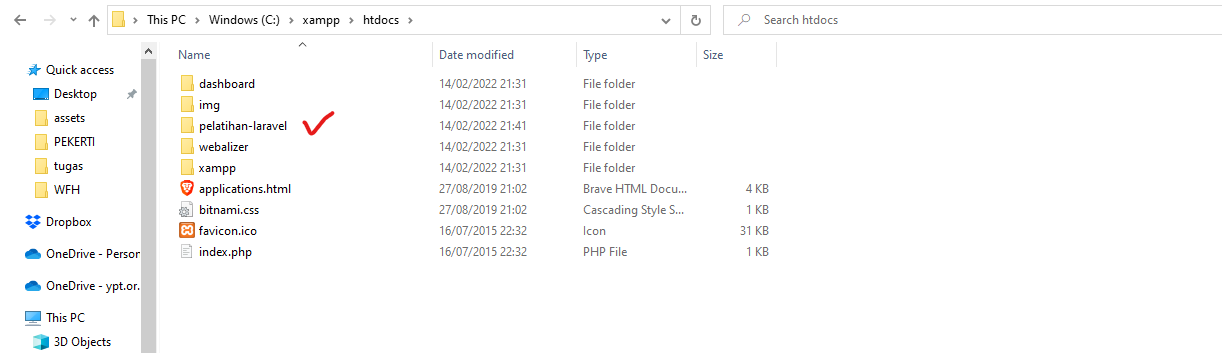 This PC > Windows (C:) > xampp > htdocs >
Search htdocs
Quick access
Desktop
assets
PEKERTI
tugas
WFH
Dropbox
OneDrive - Person
OneDrive - ypt.or.
This PC
3D Objects
Name Date modified Type Size
dashboard 14/02/2022 21:31 File folder
img 14/02/2022 21:31 File folder
pelatihan-laravel 14/02/2022 21:41 File folder
webalizer 14/02/2022 21:31 File folder
xampp 14/02/2022 21:31 File folder
applications.html 27/08/2019 21:02 Brave HTML Docu... 4 KB
bitnami.css 27/08/2019 21:02 Cascading Style S... 1 KB
favicon.ico 16/07/2015 22:32 Icon 31 KB
index.php 16/07/2015 22:32 PHP File 1 KB